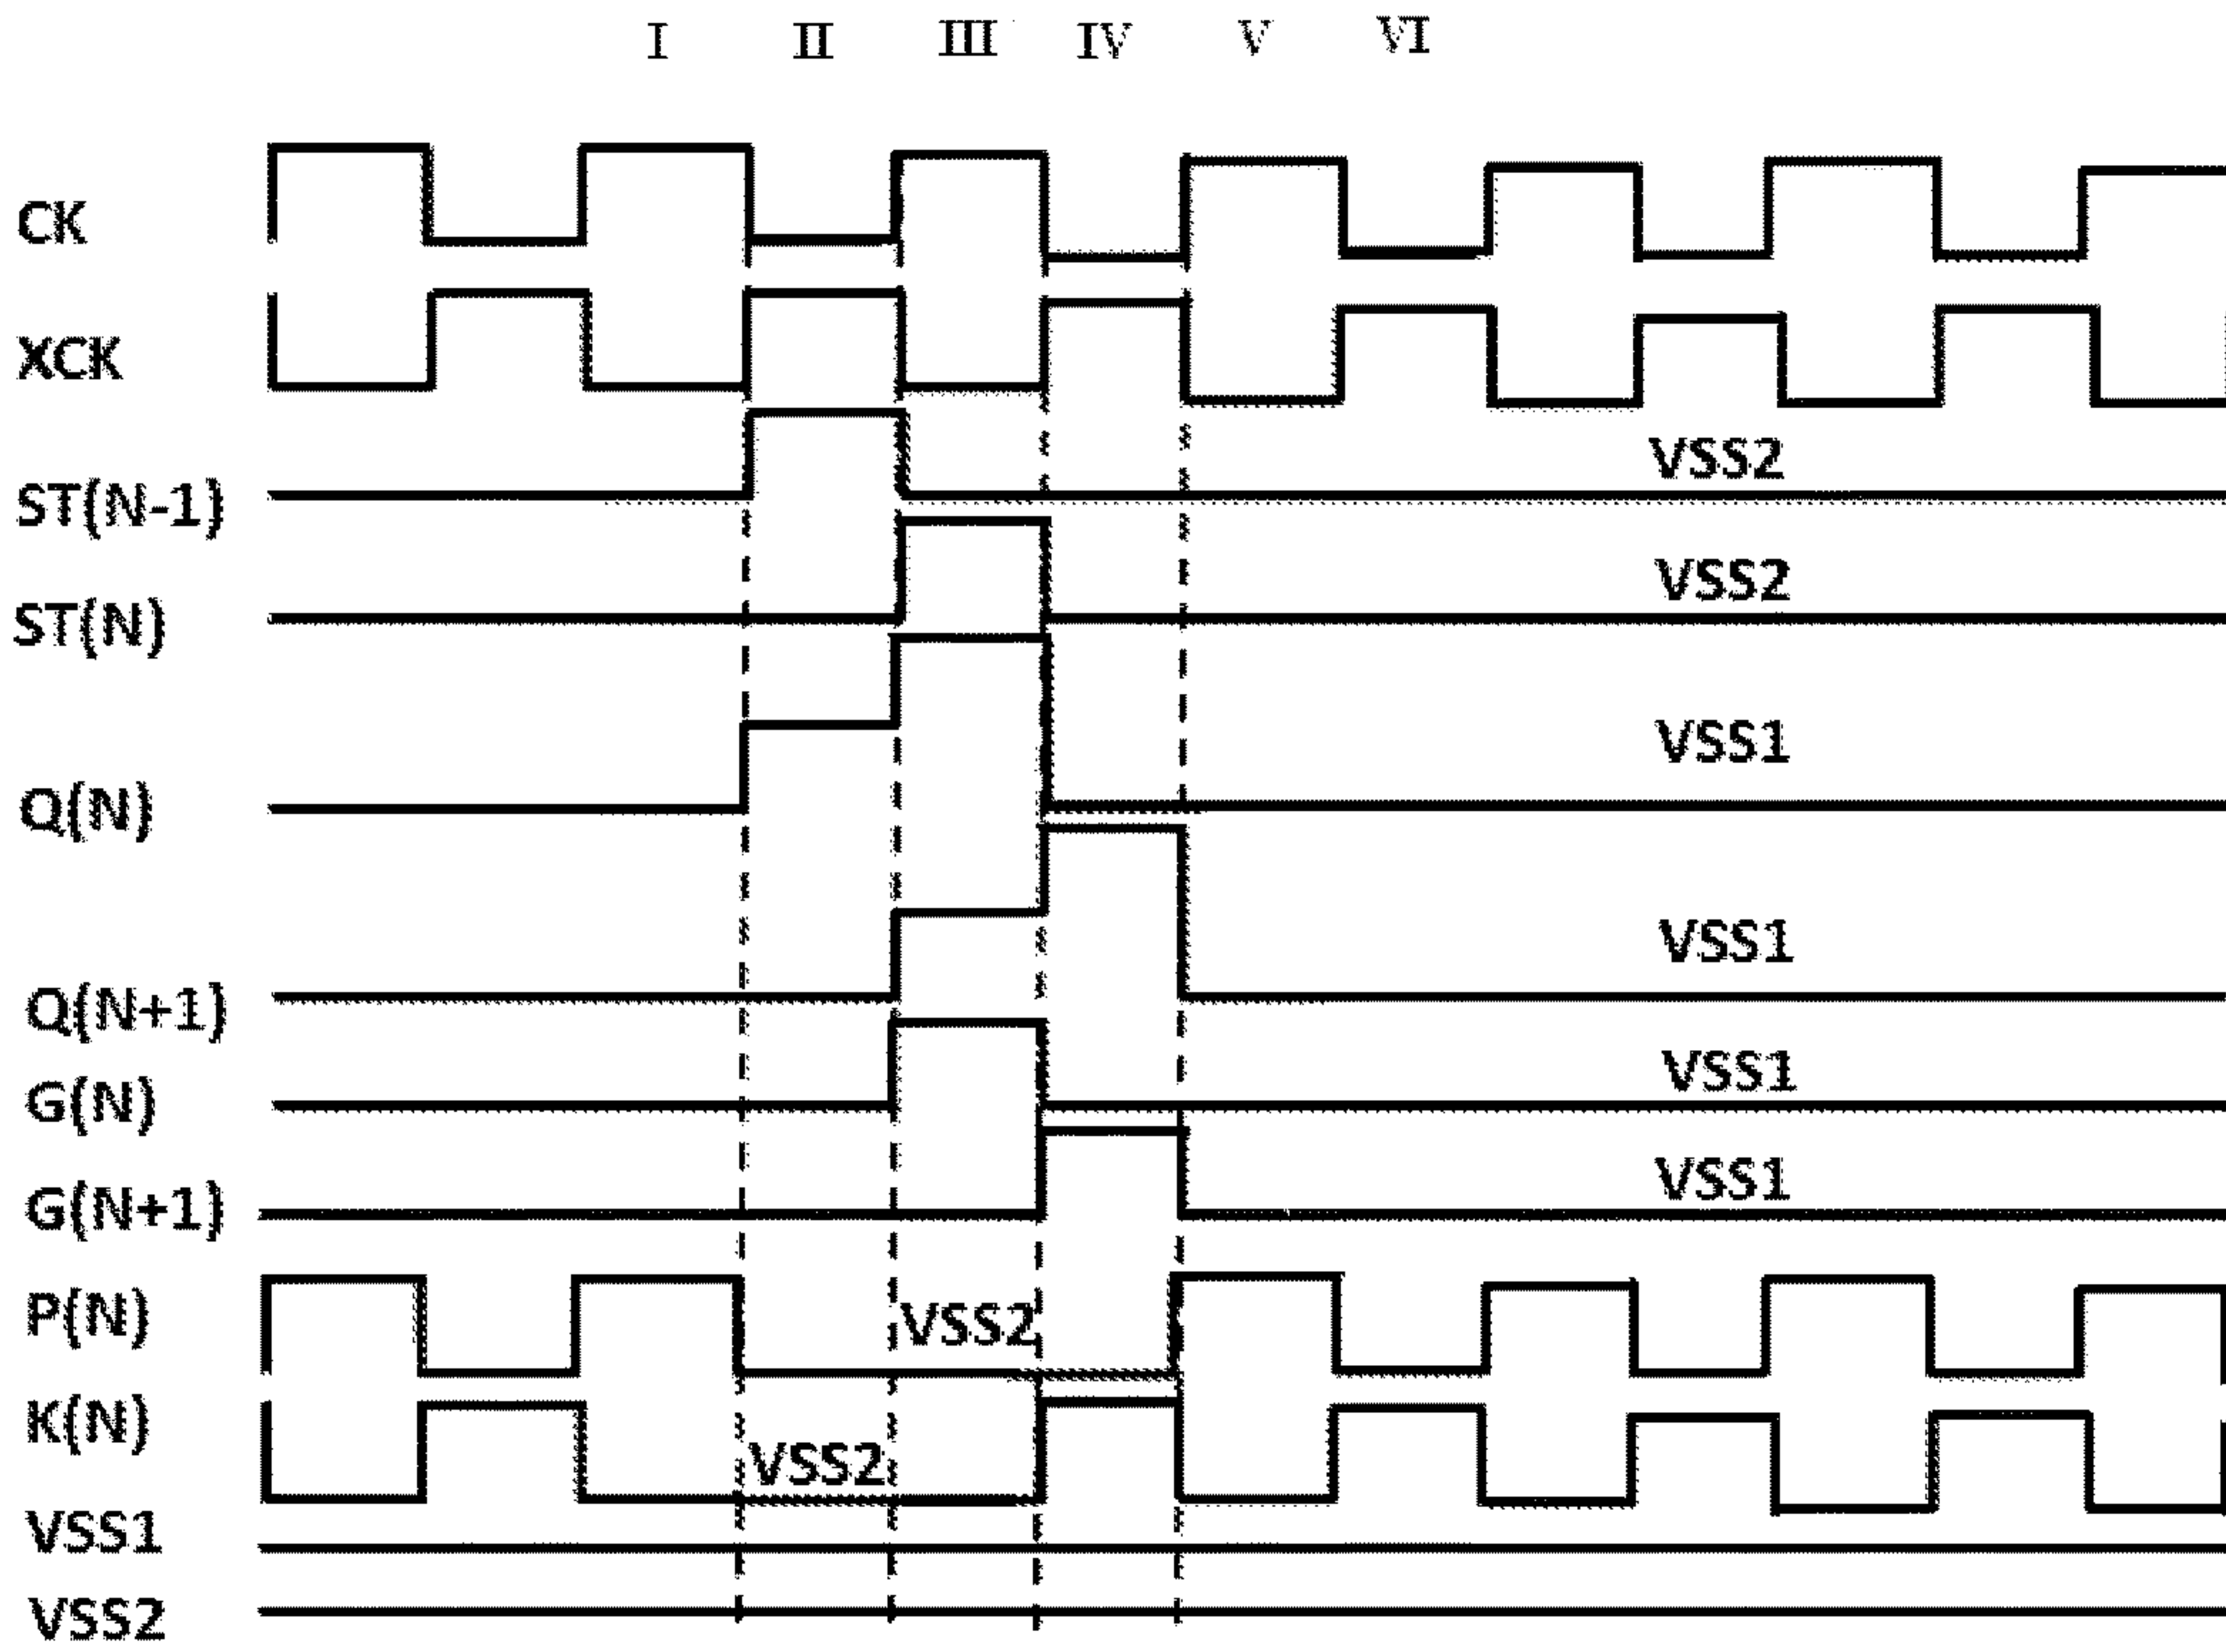 I II III IV V VI
CK
XCK
VSS2
ST(N-1)
VSS2
ST(N)
VSS1
Q(N)
VSS1
Q(N+1)
VSS1
G(N)
VSS1
G(N+1)
P(N) VSS2
K(N)
VSS2
VSS1
VSS2